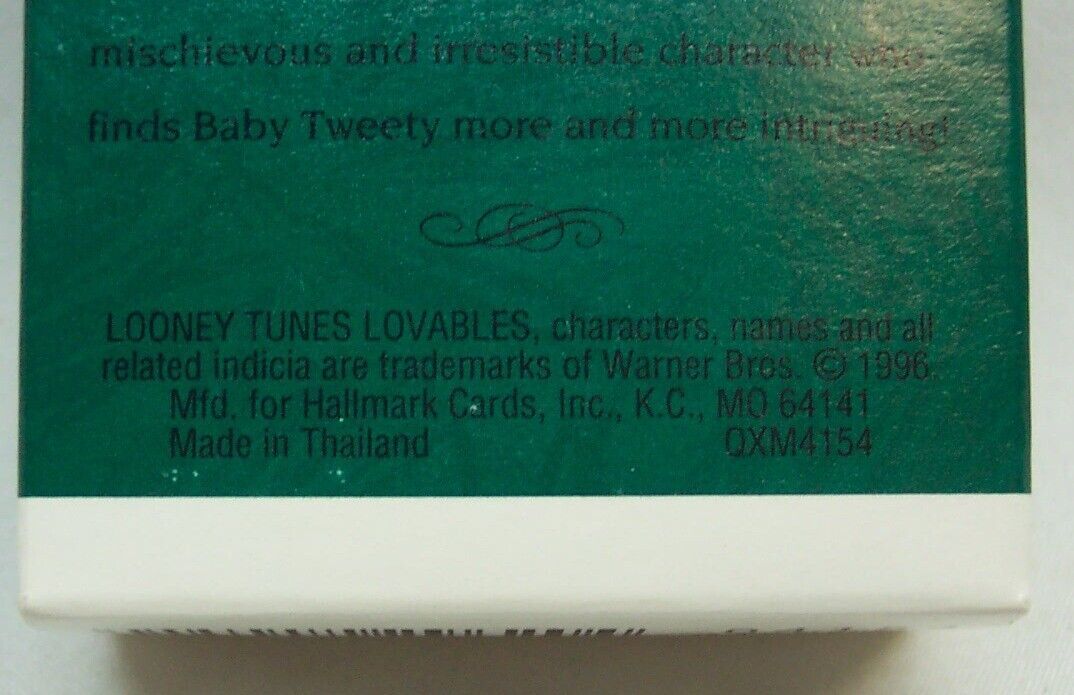 mischievous and irresistible character who
finds Baby Tweety more and more intriguing!
LOONEY TUNES LOVABLES, characters, names and all
related indicia are trademarks of Warner Bros. © 1996.
Mfd. for Hallmark Cards, Inc., K.C., MO 64141
Made in Thailand QXM4154